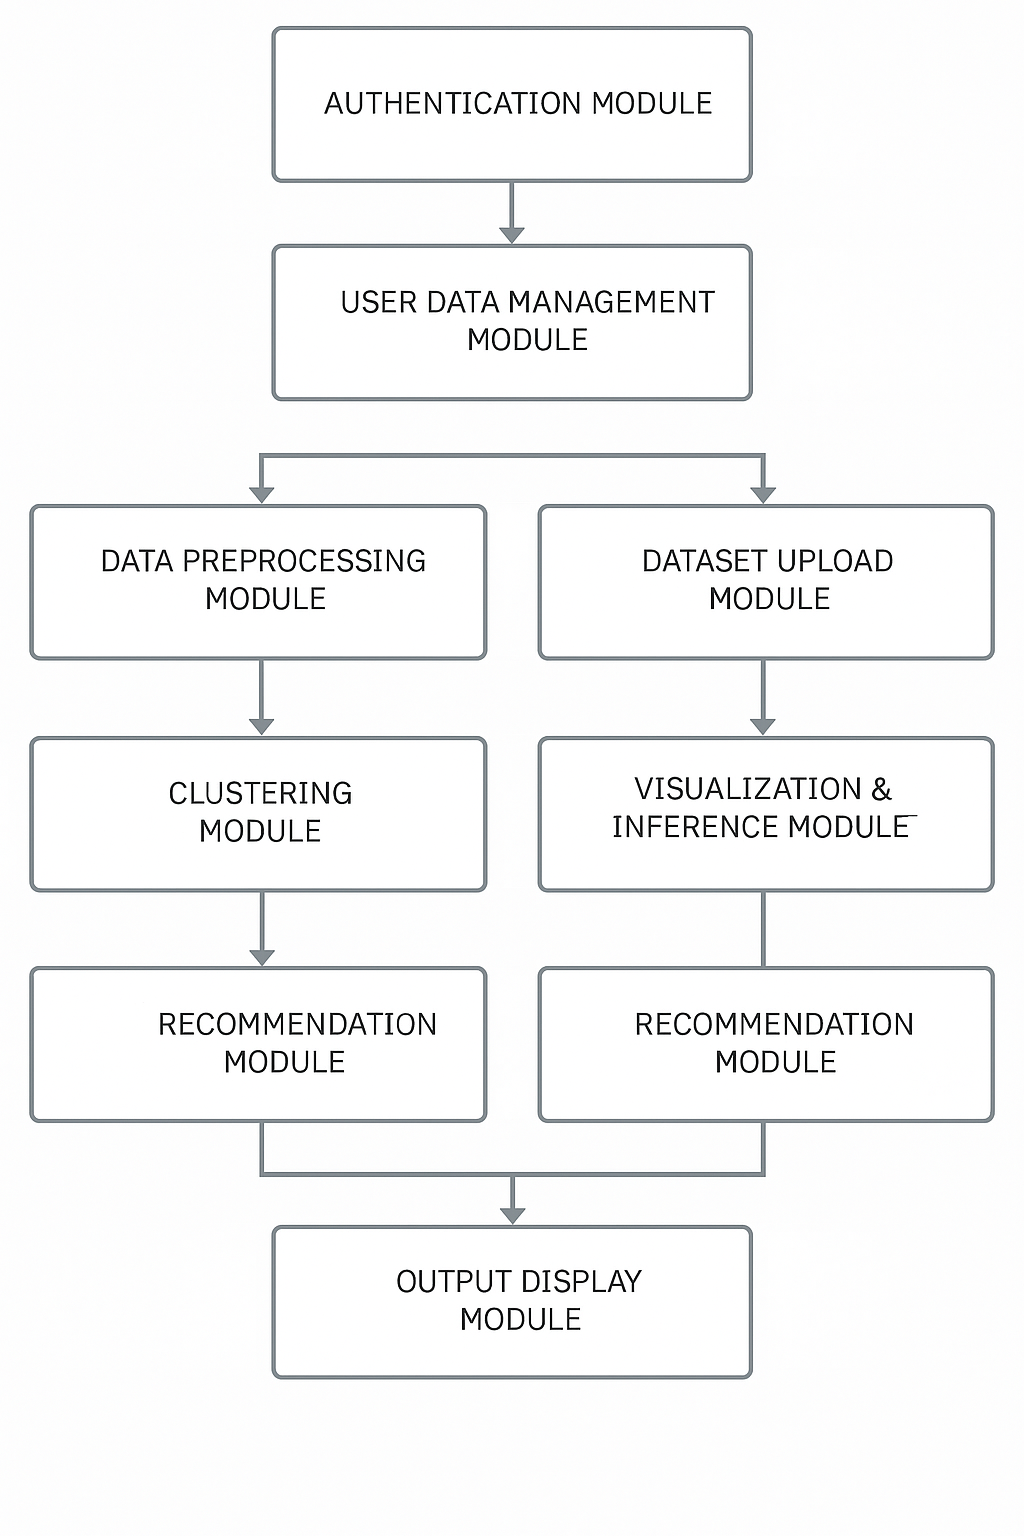 AUTHENTICATION MODULE
USER DATA MANAGEMENT
MODULE
DATA PREPROCESSING
MODULE
DATASET UPLOAD
MODULE
CLUSTERING
MODULE
VISUALIZATION &
INFERENCE MODULE
RECOMMENDATION
MODULE
RECOMMENDATION
MODULE
OUTPUT DISPLAY
MODULE